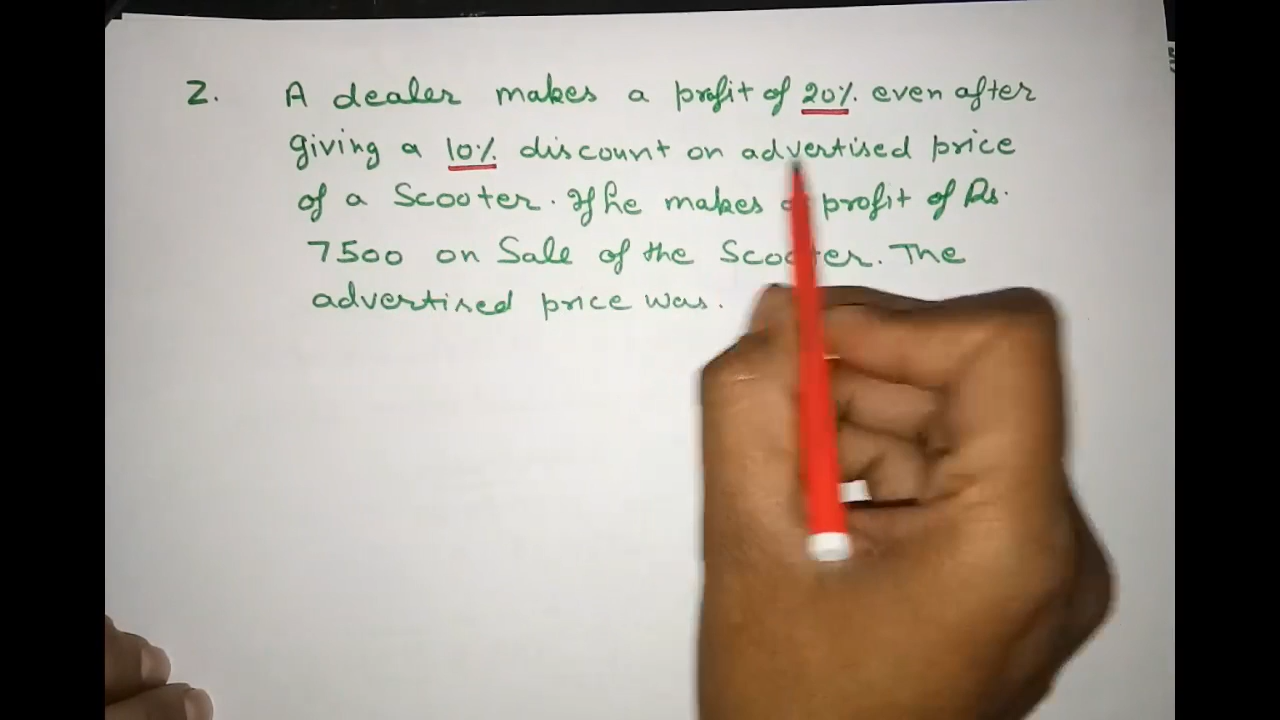 2. A dealer makes a profit of 20%. even after
giving a 10% discount on advertised price
of a Scooter. If he makes a profit of Rs.
7500 on Sale of the Scooter. The
advertised price was.